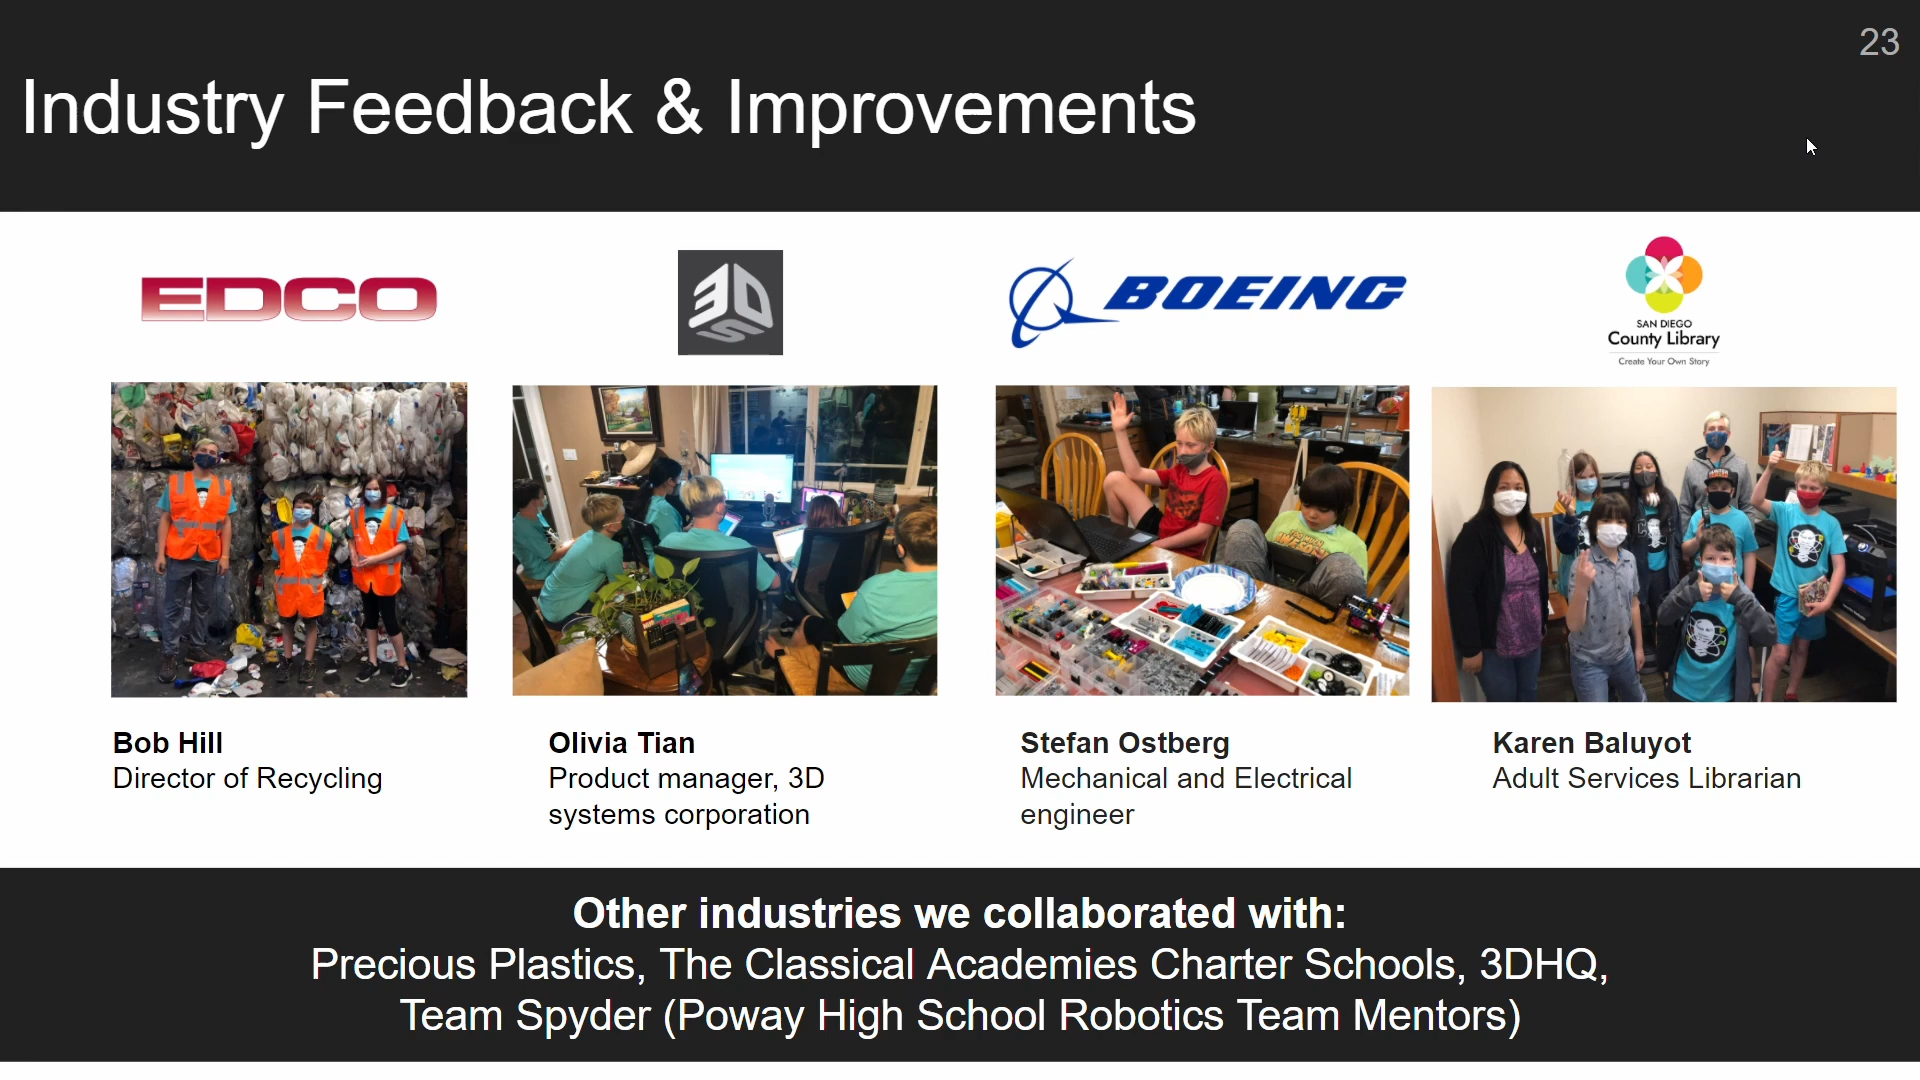 23
Industry Feedback & Improvements
EDCO
3DS
BOEING
SAN DIEGO
County Library
Create Your Own Story
Bob Hill
Director of Recycling
Olivia Tian
Product manager, 3D
systems corporation
Stefan Ostberg
Mechanical and Electrical
engineer
Karen Baluyot
Adult Services Librarian
Other industries we collaborated with:
Precious Plastics, The Classical Academies Charter Schools, 3DHQ,
Team Spyder (Poway High School Robotics Team Mentors)